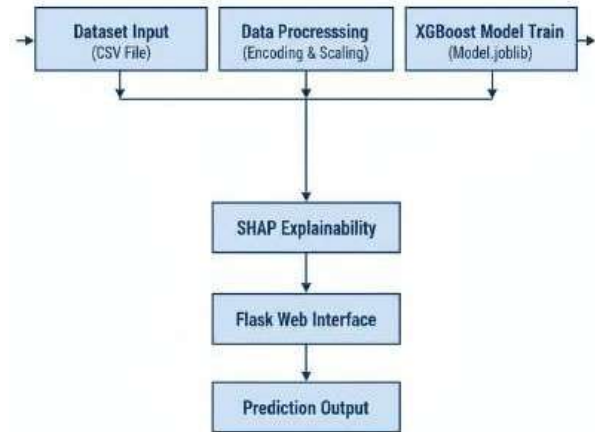 Dataset Input
(CSV File)
Data Procressing
(Encoding & Scaling)
XGBoost Model Train
(Model.joblib)
SHAP Explainability
Flask Web Interface
Prediction Output